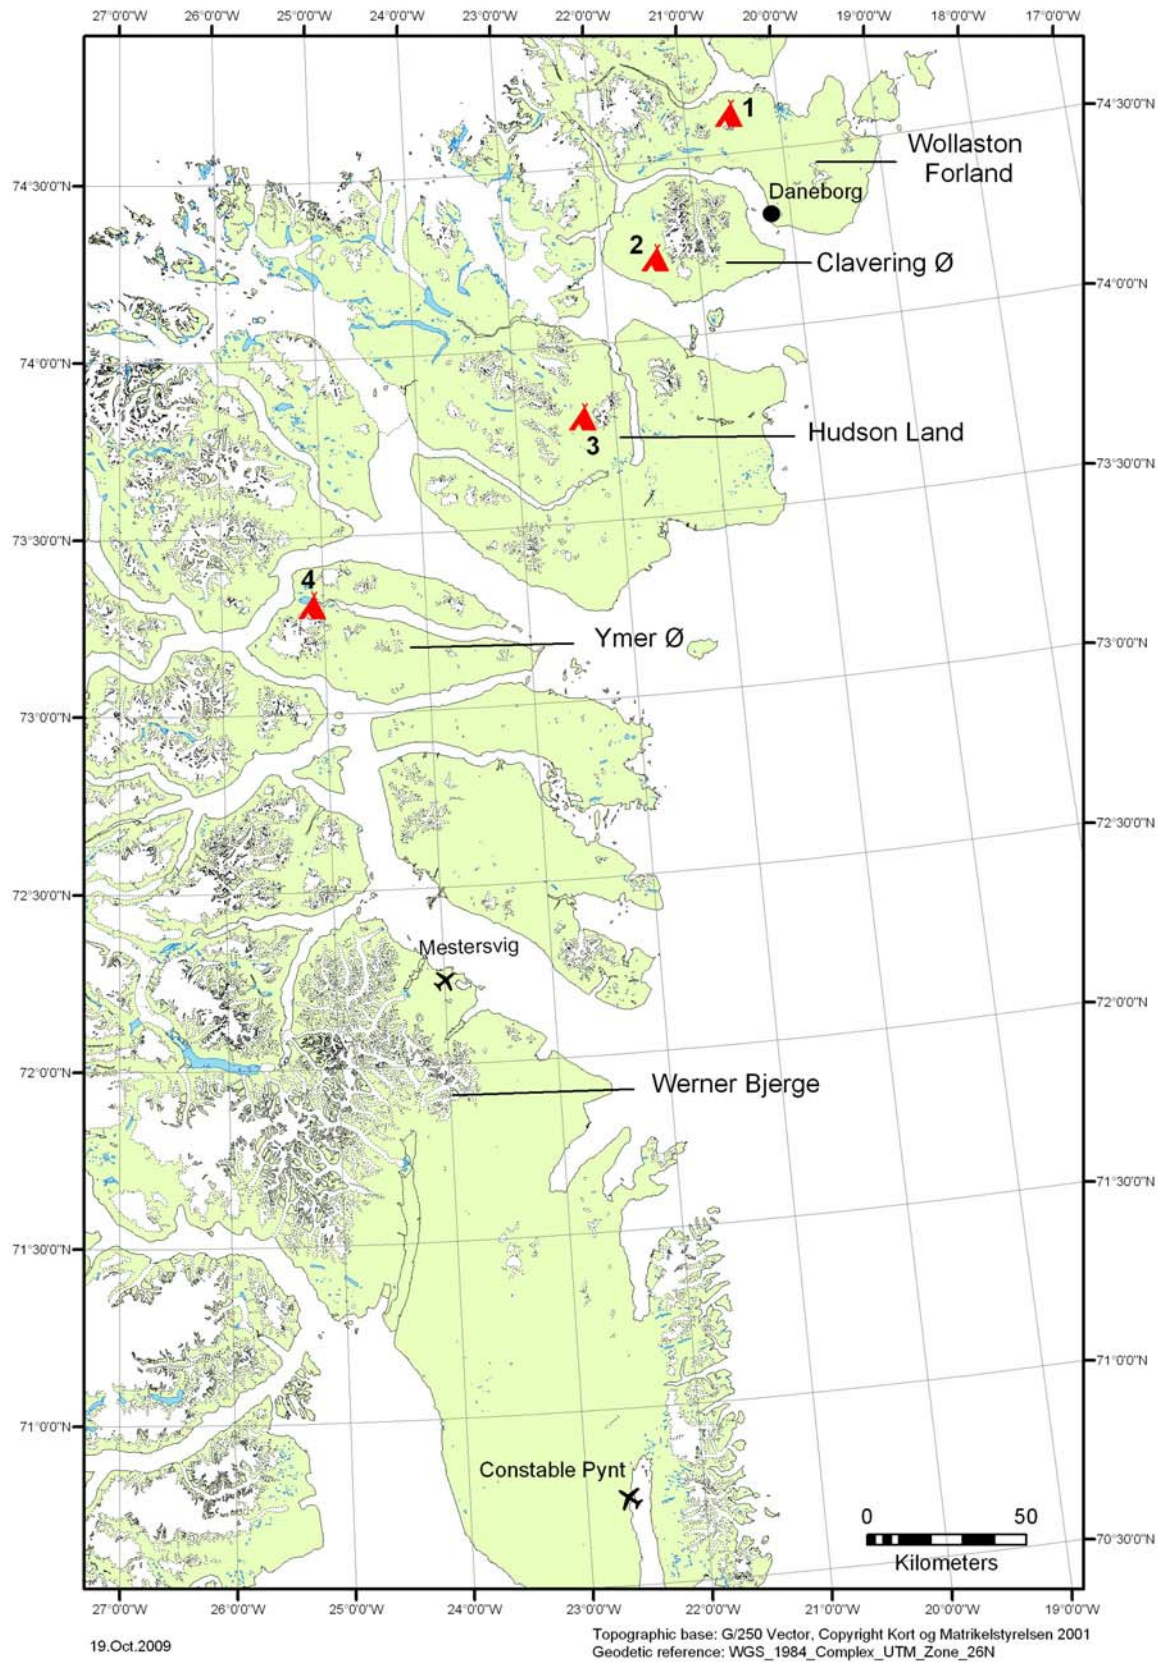 27°0'0"W 26°0'0"W 25°0'0"W 24°0'0"W 23°0'0"W 22°0'0"W 21°0'0"W 20°0'0"W 19°0'0"W 18°0'0"W 17°0'0"W
74°30'0"N
1
Wollaston
Forland
74°30'0"N
Daneborg
2
Clavering Ø
74°0'0"N
74°0'0"N
Hudson Land
3
73°30'0"N
73°30'0"N
4
Ymer Ø
73°0'0"N
73°0'0"N
72°30'0"N
72°30'0"N
Mestersvig
72°0'0"N
72°0'0"N
Werner Bjerge
71°30'0"N
71°30'0"N
71°0'0"N
71°0'0"N
Constable Pynt
0 50
Kilometers
70°30'0"N
27°0'0"W 26°0'0"W 25°0'0"W 24°0'0"W 23°0'0"W 22°0'0"W 21°0'0"W 20°0'0"W 19°0'0"W
19.Oct.2009
Topographic base: G/250 Vector, Copyright Kort og Matrikelstyrelsen 2001
Geodetic reference: WGS_1984_Complex_UTM_Zone_26N